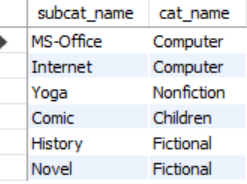 subcat_name cat_name
MS-Office Computer
Internet Computer
Yoga Nonfiction
Comic Children
History Fictional
Novel Fictional